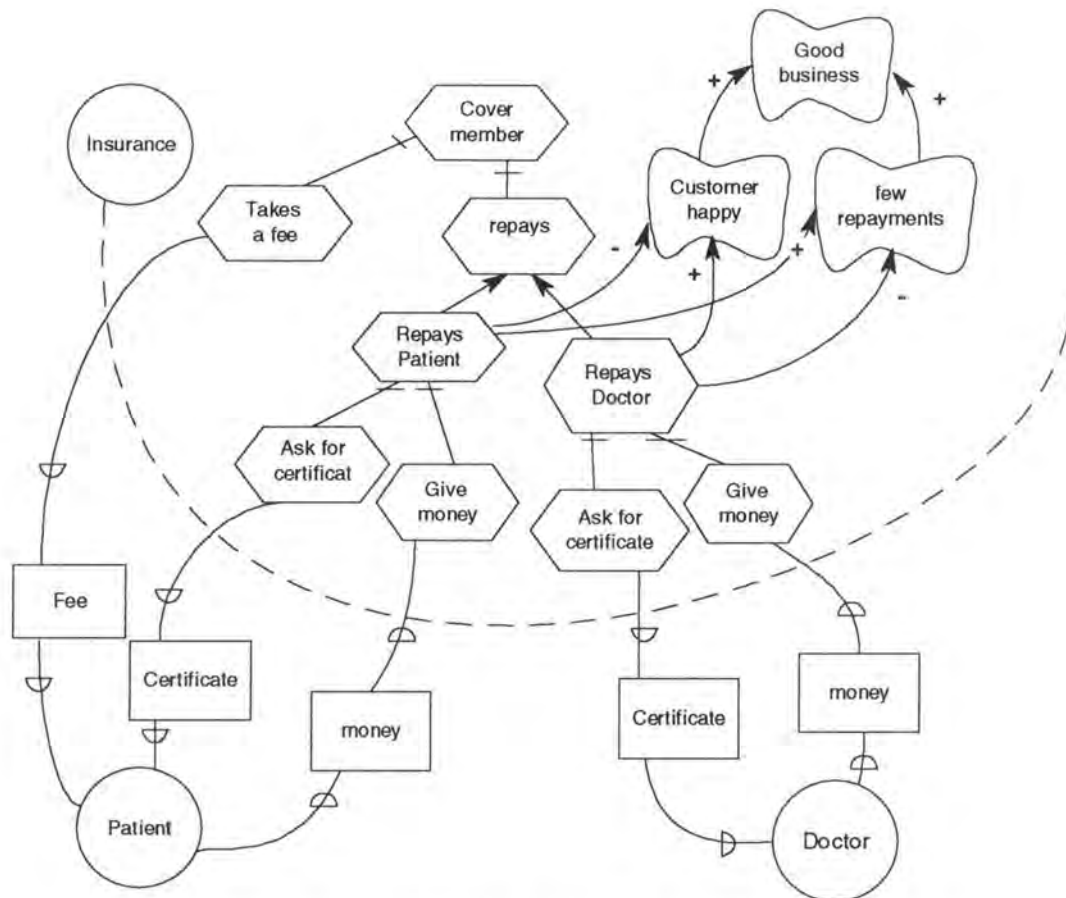 Good
business
Cover
member
Insurance
Customer
happy
few
repayments
Takes
a fee
repays
+
+
-
+
+
-
Repays
Patient
Repays
Doctor
Ask for
certificat
Give
money
Ask for
certificate
Give
money
Fee
Certificate
money
Certificate
money
Patient
Doctor